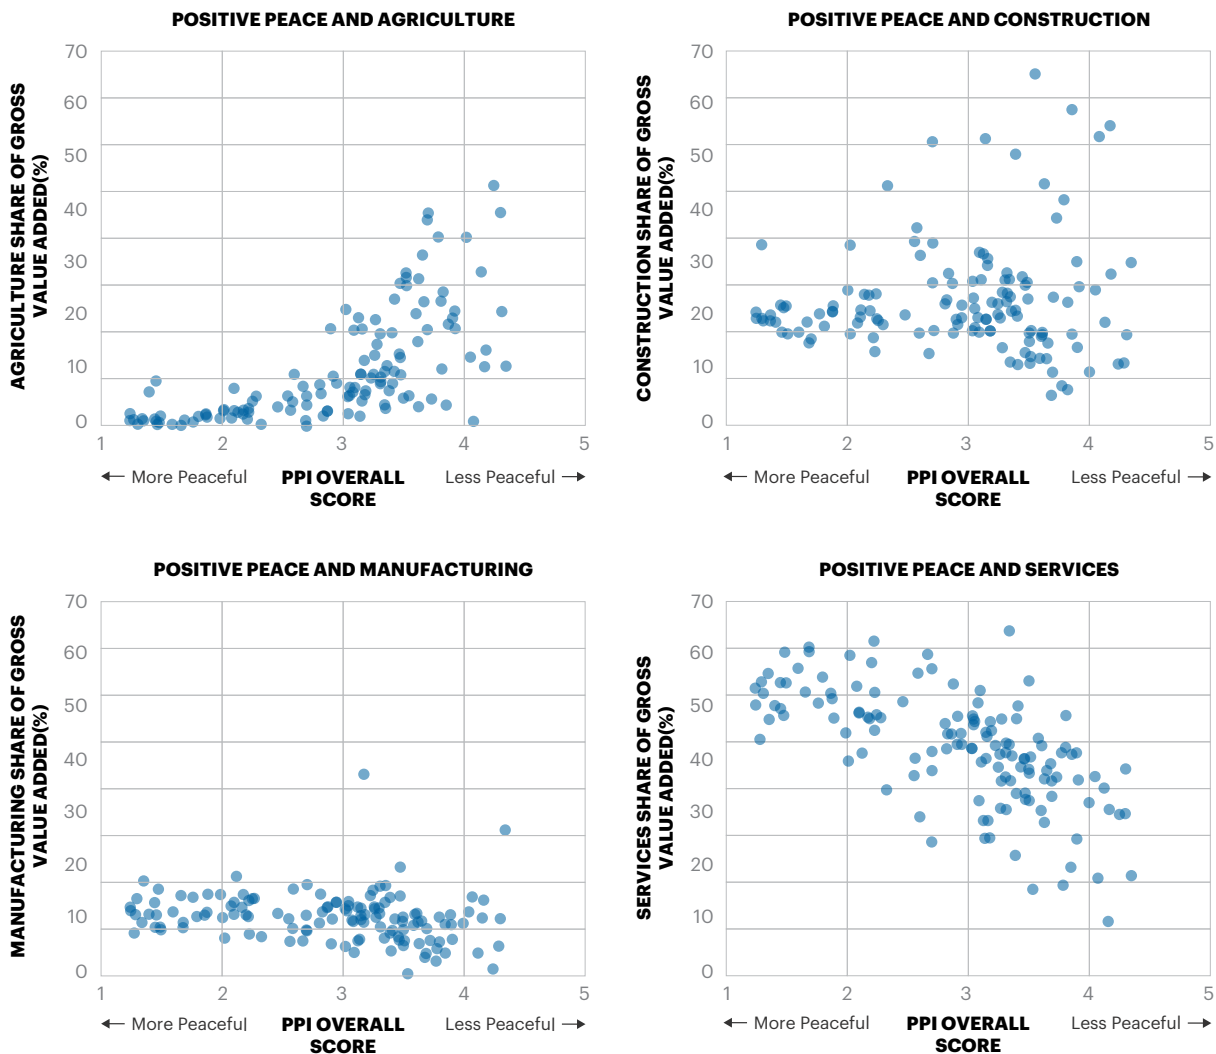 POSITIVE PEACE AND AGRICULTURE
AGRICULTURE SHARE OF GROSS
VALUE ADDED(%)
70
60
50
40
30
20
10
0
1
2
3
4
5
More Peaceful
PPI OVERALL
SCORE
Less Peaceful
POSITIVE PEACE AND CONSTRUCTION
CONSTRUCTION SHARE OF GROSS
VALUE ADDED(%)
70
60
50
40
30
20
10
0
1
2
3
4
5
More Peaceful
PPI OVERALL
SCORE
Less Peaceful
POSITIVE PEACE AND MANUFACTURING
MANUFACTURING SHARE OF GROSS
VALUE ADDED(%)
70
60
50
40
30
20
10
0
1
2
3
4
5
More Peaceful
PPI OVERALL
SCORE
Less Peaceful
POSITIVE PEACE AND SERVICES
SERVICES SHARE OF GROSS
VALUE ADDED(%)
70
60
50
40
30
20
10
0
1
2
3
4
5
More Peaceful
PPI OVERALL
SCORE
Less Peaceful